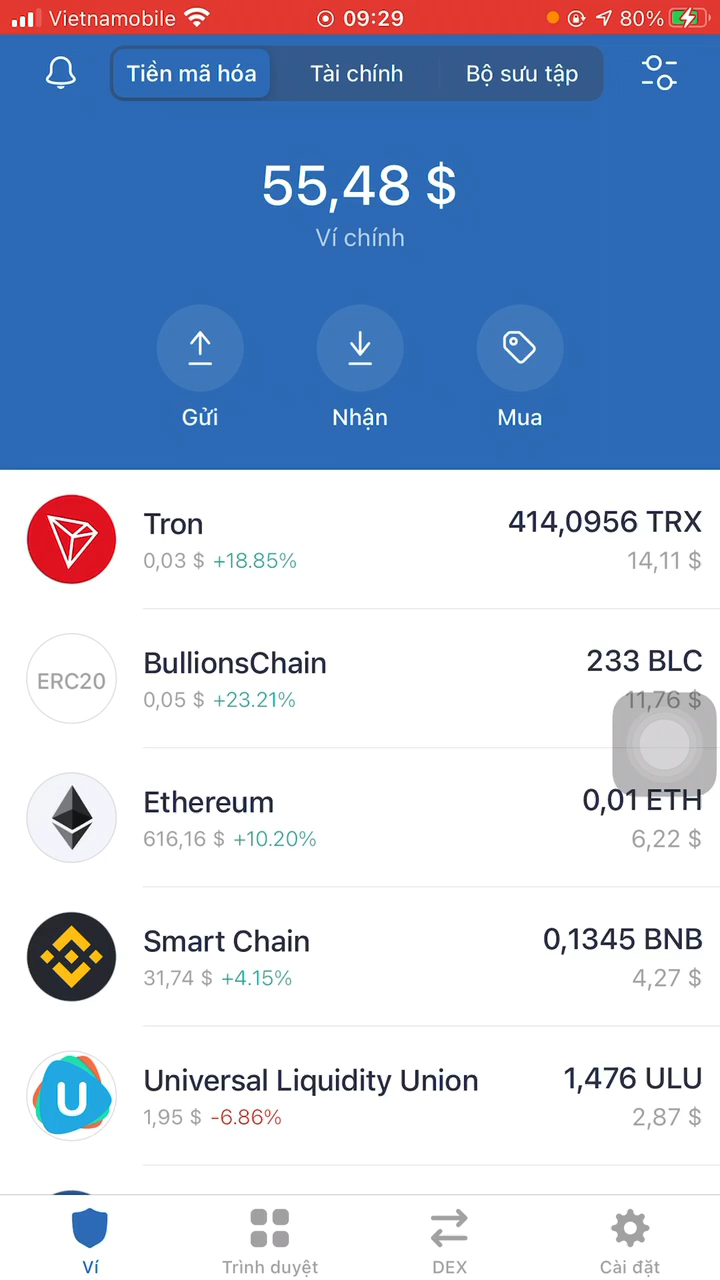 Vietnamobile 09:29 80%
Tiền mã hóa Tài chính Bộ sưu tập
55,48 $
Ví chính
Gửi Nhận Mua
Tron 414,0956 TRX
0,03 $ +18.85% 14,11 $
ERC20 BullionsChain 233 BLC
0,05 $ +23.21% 11,76 $
Ethereum 0,01 ETH
616,16 $ +10.20% 6,22 $
Smart Chain 0,1345 BNB
31,74 $ +4.15% 4,27 $
Universal Liquidity Union 1,476 ULU
1,95 $ -6.86% 2,87 $
Ví Trình duyệt DEX Cài đặt